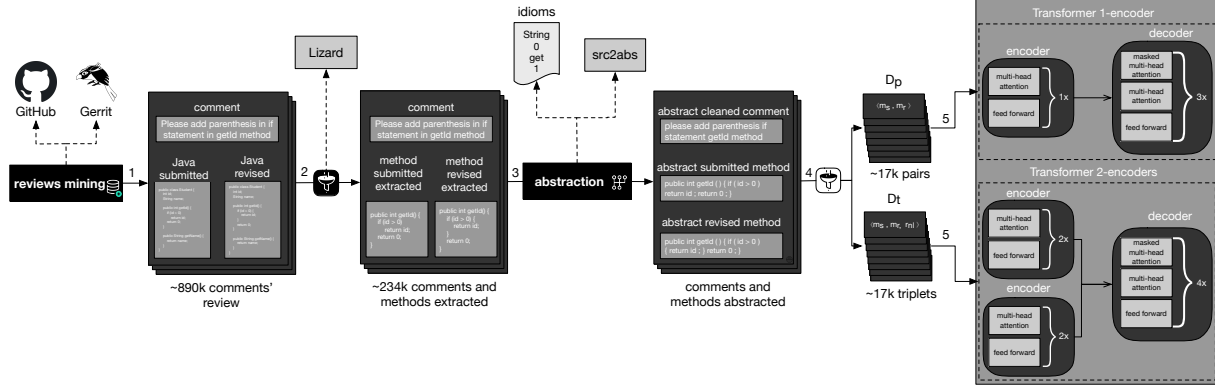 GitHub
Gerrit
reviews mining
1
comment
Please add parenthesis in if
statement in getId method
Java
submitted
Java
revised
~890k comments'
review
2
Lizard
comment
Please add parenthesis in if
statement in getId method
method
submitted
extracted
method
revised
extracted
public int getId() {
if (id > 0)
return id;
return 0;
}
public int getId() {
if (id > 0) {
return id;
}
return 0;
}
~234k comments and
methods extracted
3
idioms
String
0
get
1
src2abs
abstraction
abstract cleaned comment
please add parenthesis if
statement getId method
abstract submitted method
public int getId ( ) { if ( id > 0 )
return id ; return 0 ; }
abstract revised method
public int getId ( ) { if ( id > 0 )
{ return id ; } return 0 ; }
comments and
methods abstracted
4
Dp
(ms , mr)
~17k pairs
5
Dt
(ms , mr, rnl)
~17k triplets
5
Transformer 1-encoder
encoder
multi-head
attention
feed forward
1x
decoder
masked
multi-head
attention
multi-head
attention
feed forward
3x
Transformer 2-encoders
encoder
multi-head
attention
feed forward
2x
encoder
multi-head
attention
feed forward
2x
decoder
masked
multi-head
attention
multi-head
attention
feed forward
4x